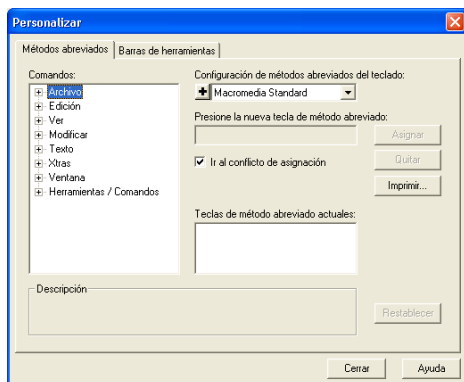 Personalizar
Métodos abreviados
Barras de herramientas
Comandos:
Archivo
Edición
Ver
Modificar
Texto
Xtras
Ventana
Herramientas / Comandos
Configuración de métodos abreviados del teclado:
Macromedia Standard
Presione la nueva tecla de método abreviado:
Asignar
Ir al conflicto de asignación
Quitar
Imprimir...
Teclas de método abreviado actuales:
Descripción
Restablecer
Cerrar
Ayuda